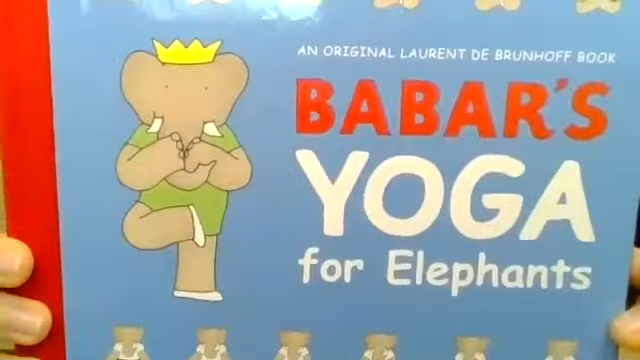 AN ORIGINAL LAURENT DE BRUNHOFF BOOK
BABAR'S
YOGA
for Elephants